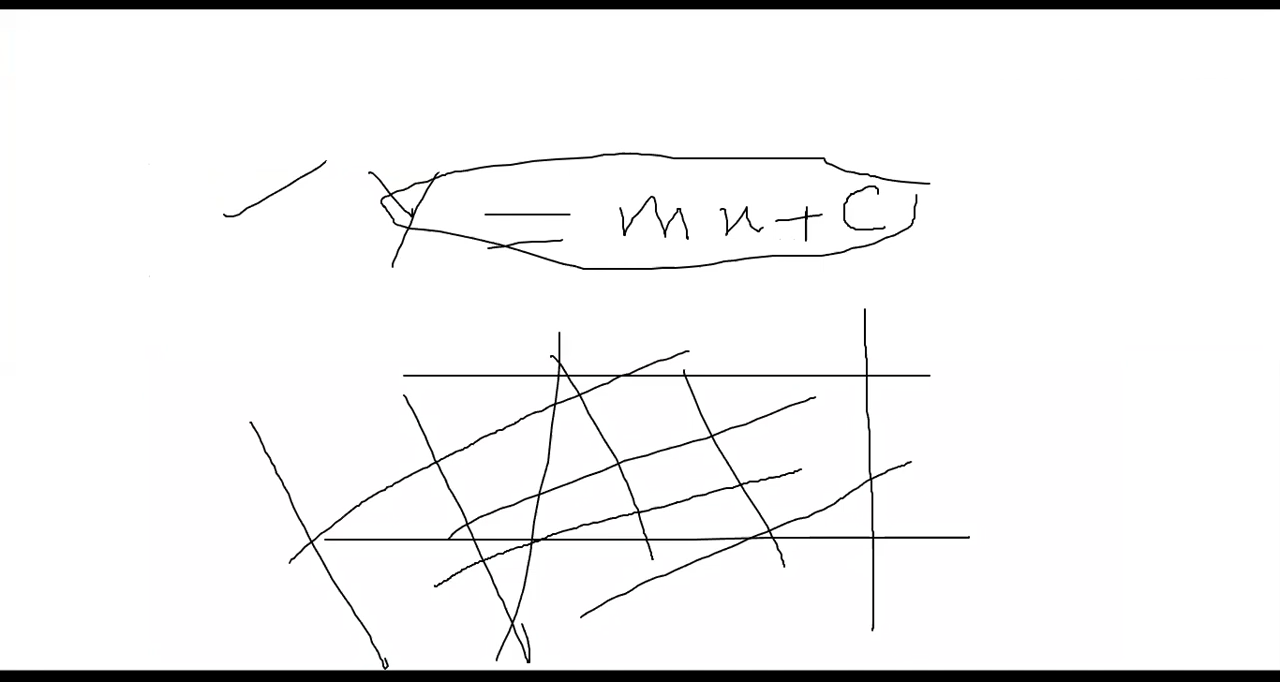 y = mx + C